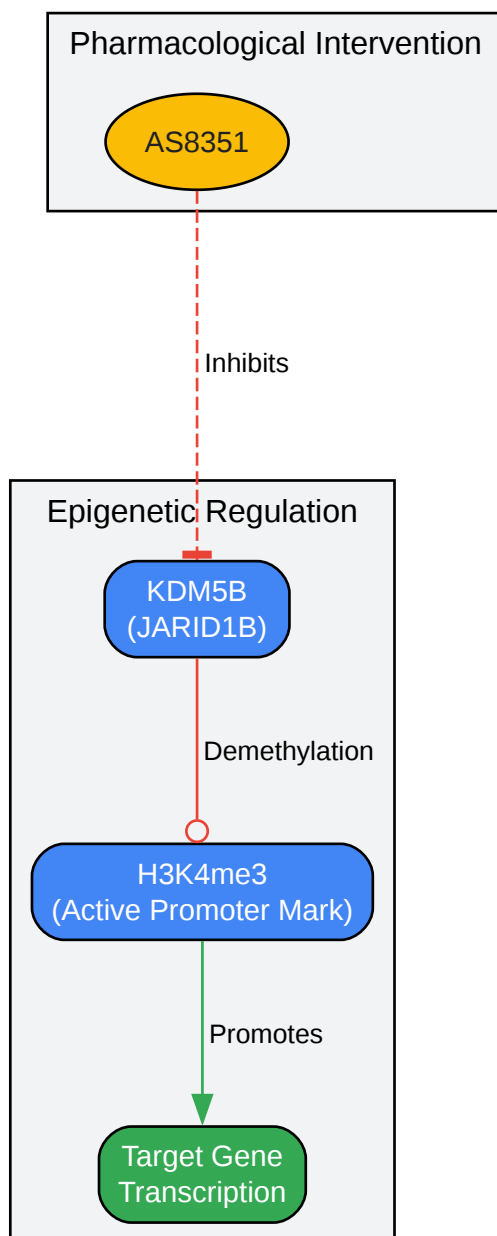 Pharmacological Intervention
AS8351
Inhibits
Epigenetic Regulation
KDM5B
(JARID1B)
Demethylation
H3K4me3
(Active Promoter Mark)
Promotes
Target Gene
Transcription